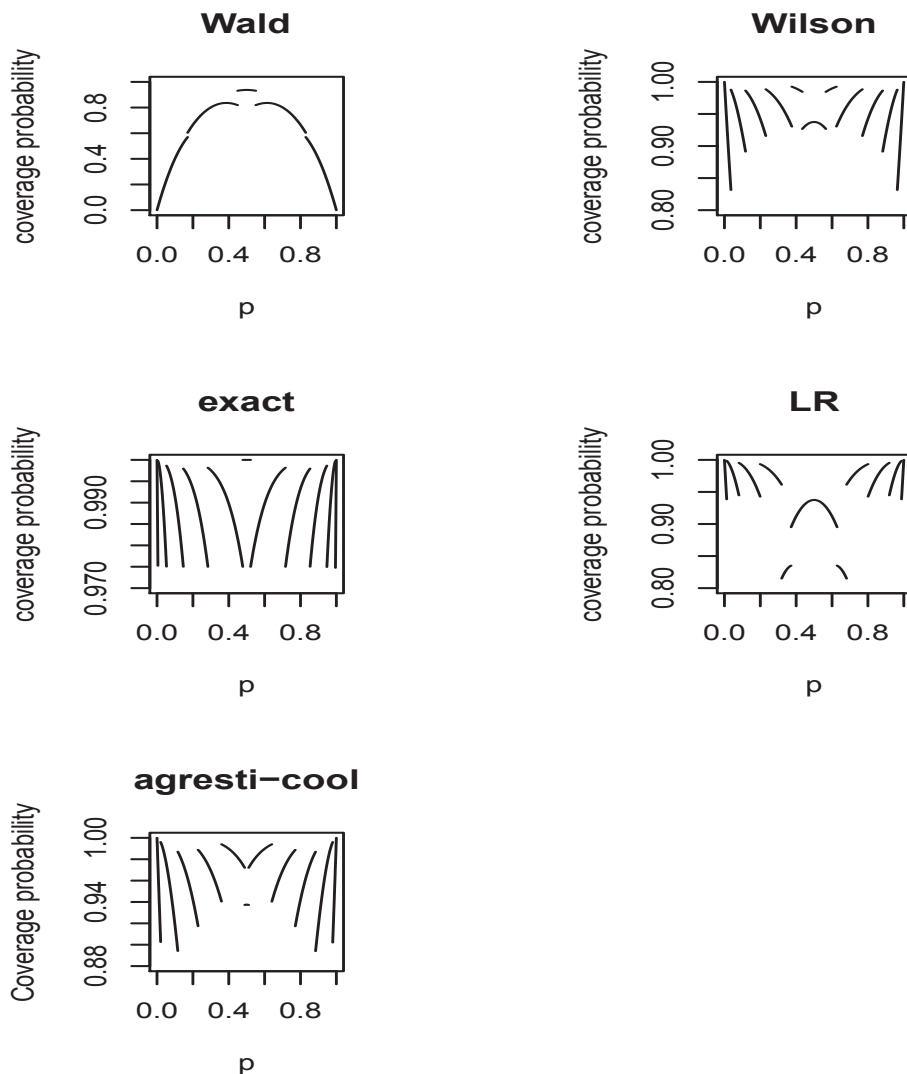 Wald
coverage probability
0.0 0.4 0.8
0.0 0.4 0.8
p
Wilson
coverage probability
0.80 0.90 1.00
0.0 0.4 0.8
p
exact
coverage probability
0.970 0.990
0.0 0.4 0.8
p
LR
coverage probability
0.80 0.90 1.00
0.0 0.4 0.8
p
agresti−cool
Coverage probability
0.88 0.94 1.00
0.0 0.4 0.8
p